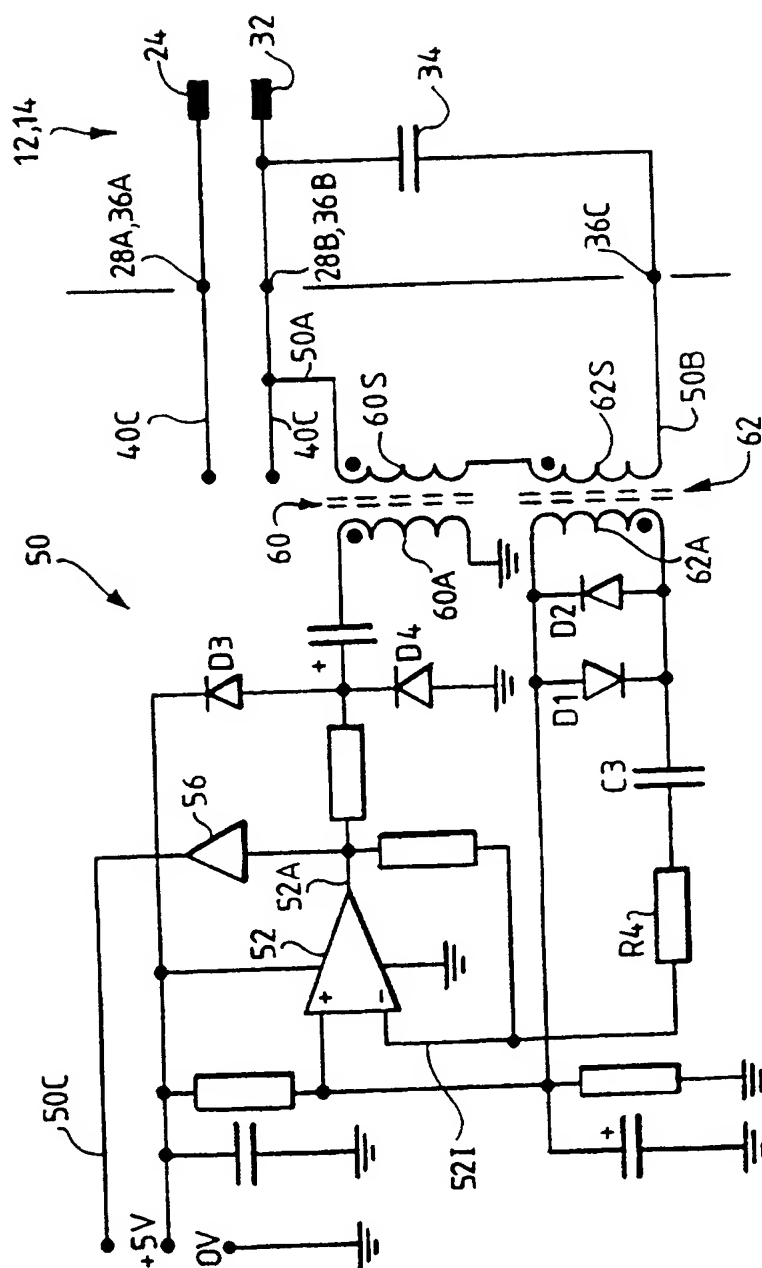 12,14
24
32
34
28A,36A
28B,36B
36C
40C
40C
50A
50B
60S
62S
60
62
60A
62A
50
D3
D4
D2
D1
C3
R4
56
52A
52
+
+
−
52I
50C
+5V
0V
+